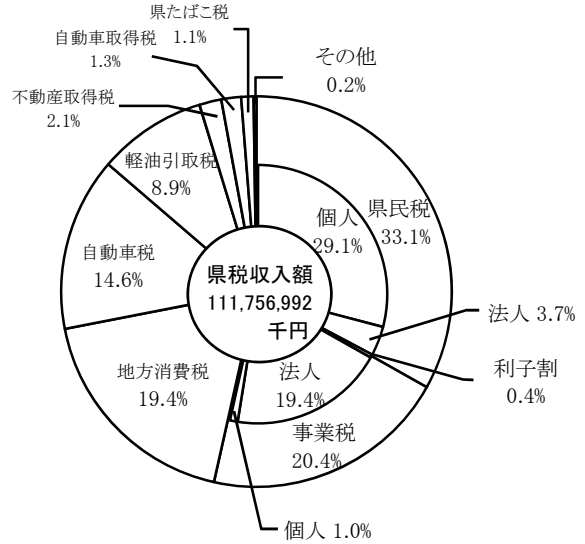 県たばこ税
1.1%
自動車取得税
1.3%
その他
0.2%
不動産取得税
2.1%
軽油引取税
8.9%
個人
29.1%
県民税
33.1%
自動車税
14.6%
県税収入額
111,756,992
千円
法人 3.7%
利子割
0.4%
地方消費税
19.4%
法人
19.4%
事業税
20.4%
個人 1.0%